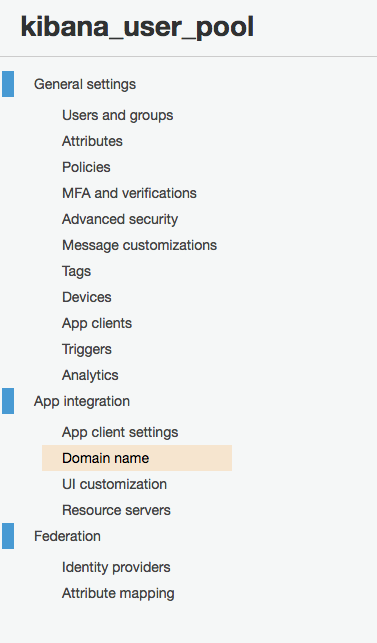 kibana_user_pool
General settings
Users and groups
Attributes
Policies
MFA and verifications
Advanced security
Message customizations
Tags
Devices
App clients
Triggers
Analytics
App integration
App client settings
Domain name
UI customization
Resource servers
Federation
Identity providers
Attribute mapping